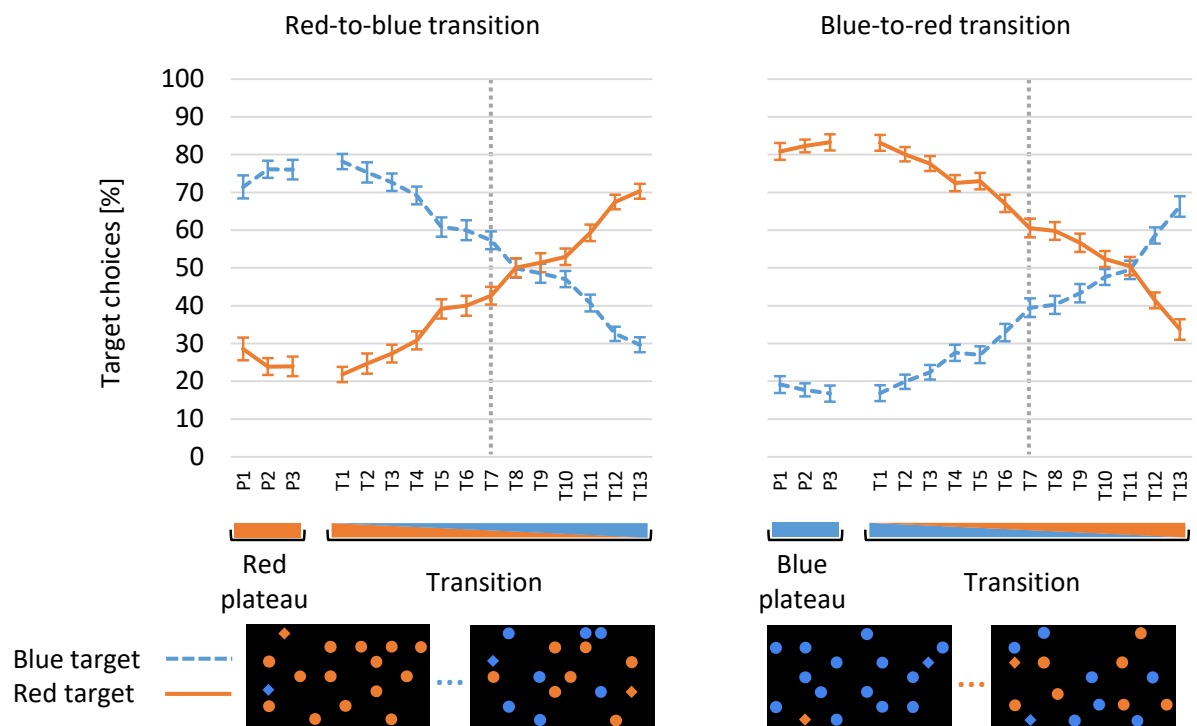 Red-to-blue transition
Blue-to-red transition
Target choices [%]
100
90
80
70
60
50
40
30
20
10
0
P1 P2 P3 T1 T2 T3 T4 T5 T6 T7 T8 T9 T10 T11 T12 T13
P1 P2 P3 T1 T2 T3 T4 T5 T6 T7 T8 T9 T10 T11 T12 T13
Red
plateau
Transition
Blue
plateau
Transition
Blue target
Red target